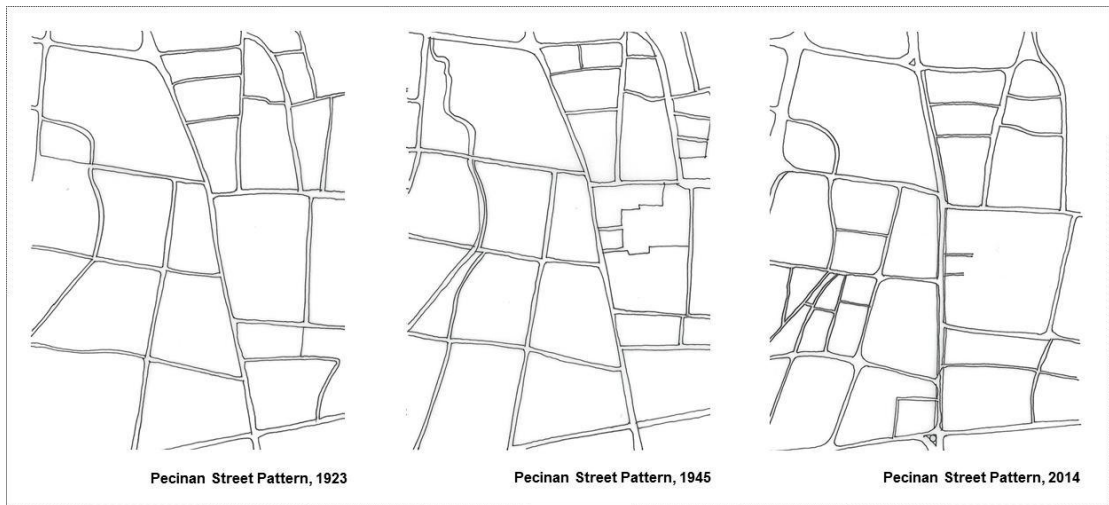 Pecinan Street Pattern, 1923
Pecinan Street Pattern, 1945
Pecinan Street Pattern, 2014